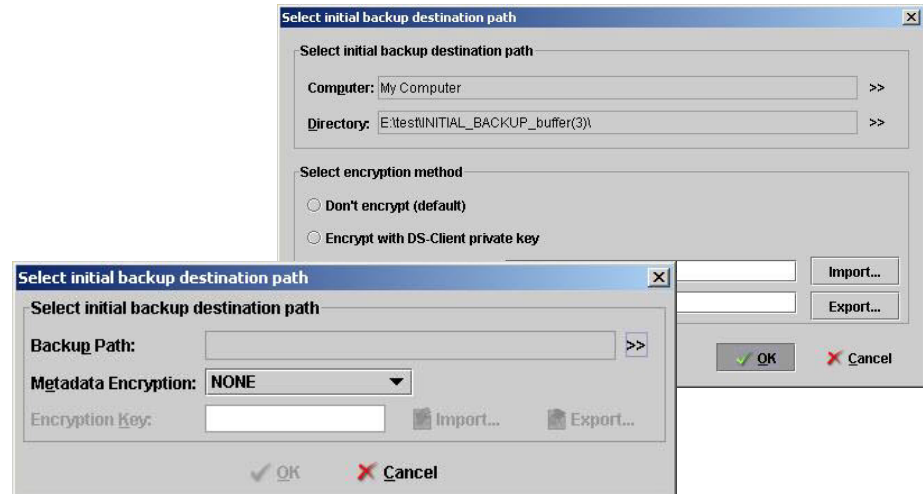 Select initial backup destination path
Select initial backup destination path
Computer: My Computer >>
Directory: E:\test\INITIAL_BACKUP_buffer(3)\ >>
Select encryption method
Don't encrypt (default)
Encrypt with DS-Client private key
Import...
Export...
OK Cancel
Select initial backup destination path
Select initial backup destination path
Backup Path: >>
Metadata Encryption: NONE
Encryption Key: Import... Export...
OK Cancel